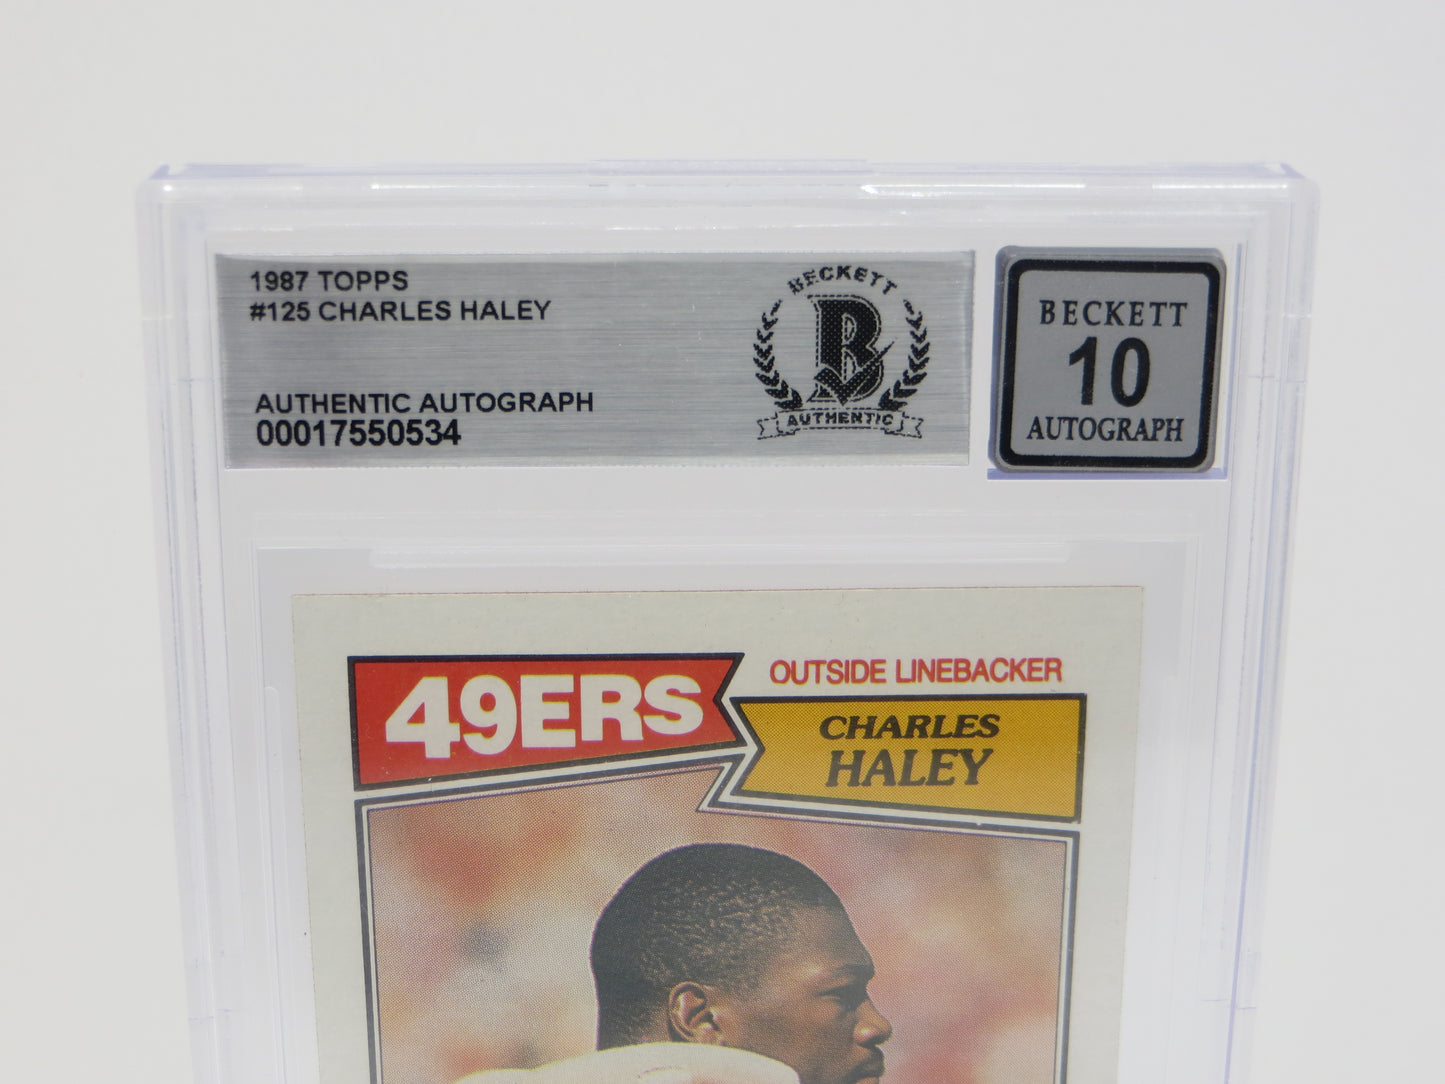 1987 TOPPS
#125 CHARLES HALEY
AUTHENTIC AUTOGRAPH
00017550534
BECKETT
B
AUTHENTIC
BECKETT
10
AUTOGRAPH
49ERS
OUTSIDE LINEBACKER
CHARLES
HALEY